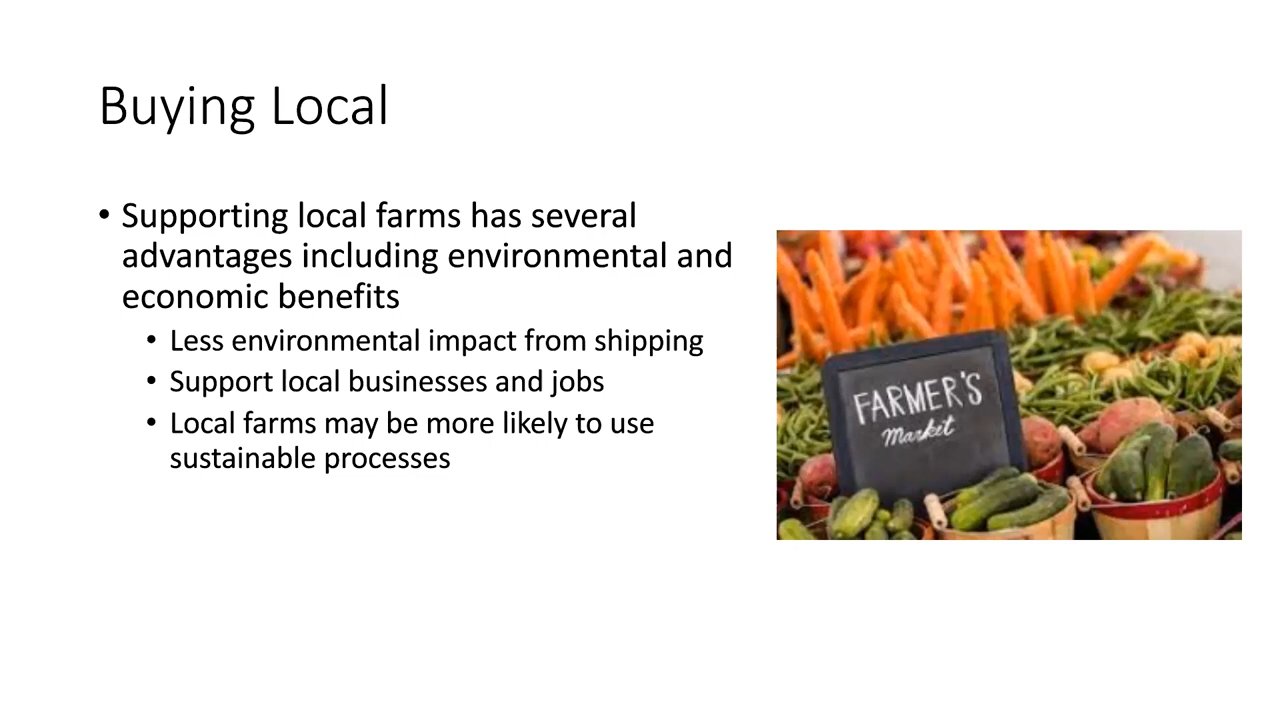 Buying Local
• Supporting local farms has several
advantages including environmental and
economic benefits
• Less environmental impact from shipping
• Support local businesses and jobs
• Local farms may be more likely to use
sustainable processes
FARMER'S
Market